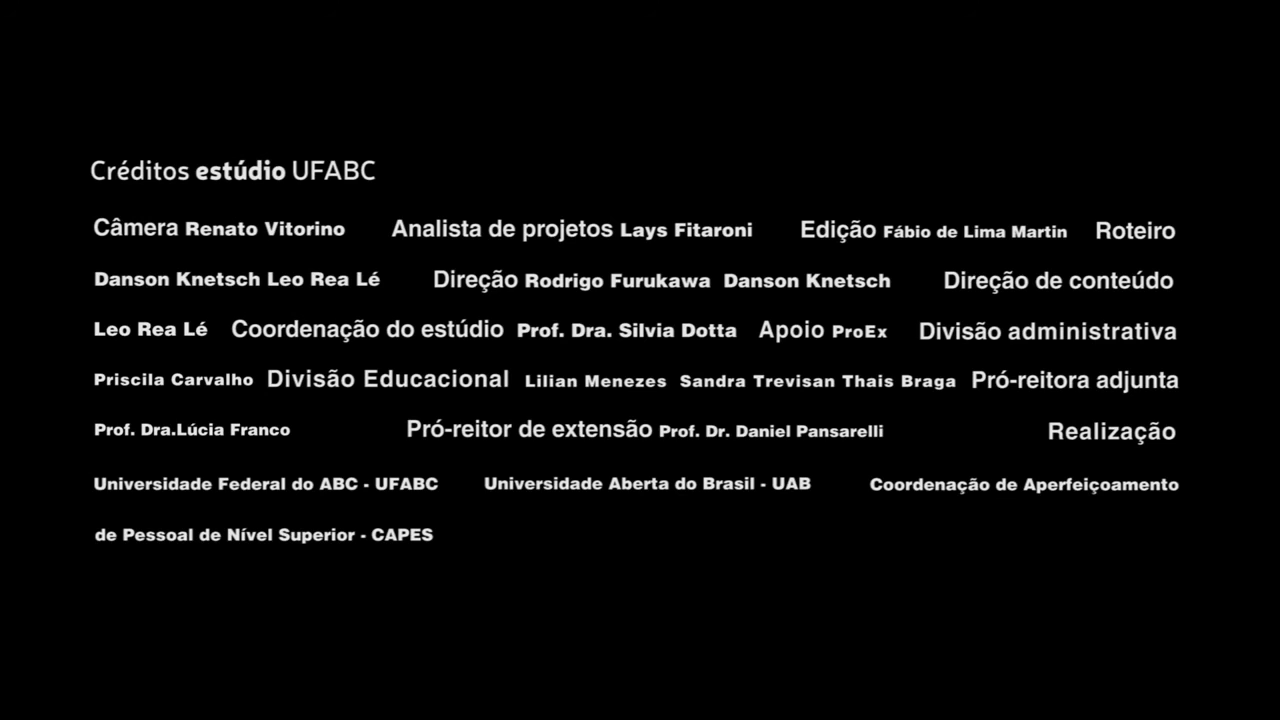 Créditos estúdio UFABC
Câmera Renato Vitorino Analista de projetos Lays Fitaroni Edição Fábio de Lima Martin Roteiro
Danson Knetsch Leo Rea Lé Direção Rodrigo Furukawa Danson Knetsch Direção de conteúdo
Leo Rea Lé Coordenação do estúdio Prof. Dra. Silvia Dotta Apoio ProEx Divisão administrativa
Priscila Carvalho Divisão Educacional Lilian Menezes Sandra Trevisan Thais Braga Pró-reitora adjunta
Prof. Dra.Lúcia Franco Pró-reitor de extensão Prof. Dr. Daniel Pansarelli Realização
Universidade Federal do ABC - UFABC Universidade Aberta do Brasil - UAB Coordenação de Aperfeiçoamento
de Pessoal de Nível Superior - CAPES